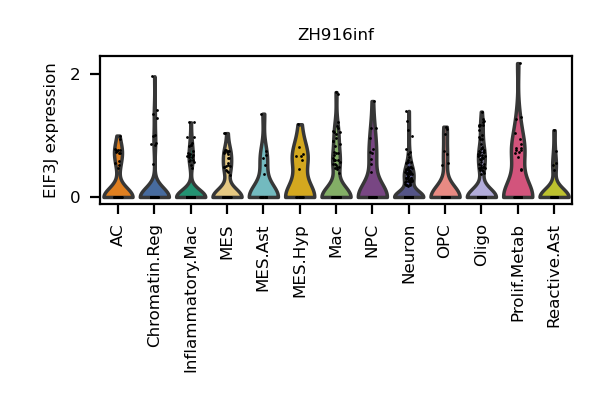 ZH916inf
EIF3J expression
2
0
AC
Chromatin.Reg
Inflammatory.Mac
MES
MES.Ast
MES.Hyp
Mac
NPC
Neuron
OPC
Oligo
Prolif.Metab
Reactive.Ast